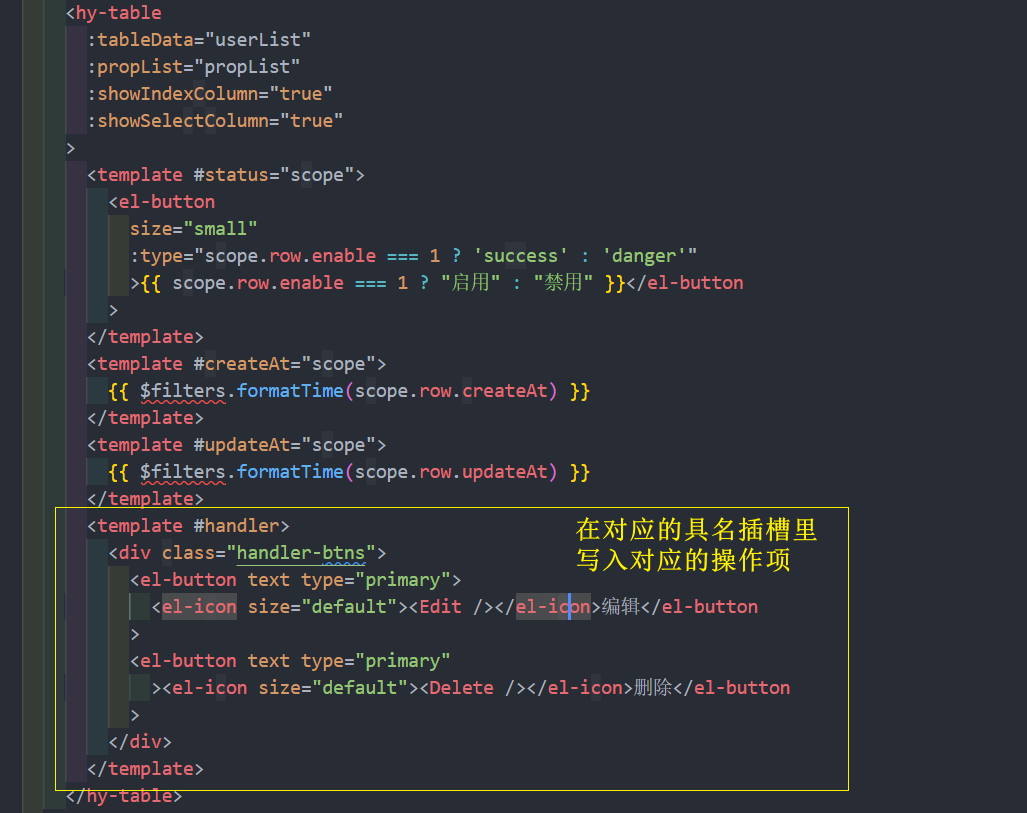 <hy-table
:tableData="userList"
:propList="propList"
:showIndexColumn="true"
:showSelectColumn="true"
>
<template #status="scope">
<el-button
size="small"
:type="scope.row.enable === 1 ? 'success' : 'danger'"
>{{ scope.row.enable === 1 ? "启用" : "禁用" }}</el-button
>
</template>
<template #createAt="scope">
{{ $filters.formatTime(scope.row.createAt) }}
</template>
<template #updateAt="scope">
{{ $filters.formatTime(scope.row.updateAt) }}
</template>
<template #handler>
在对应的具名插槽里
<div class="handler-btns">
写入对应的操作项
<el-button text type="primary">
<el-icon size="default"><Edit /></el-icon>编辑</el-button
>
<el-button text type="primary"
><el-icon size="default"><Delete /></el-icon>删除</el-button
>
</div>
</template>
</hy-table>